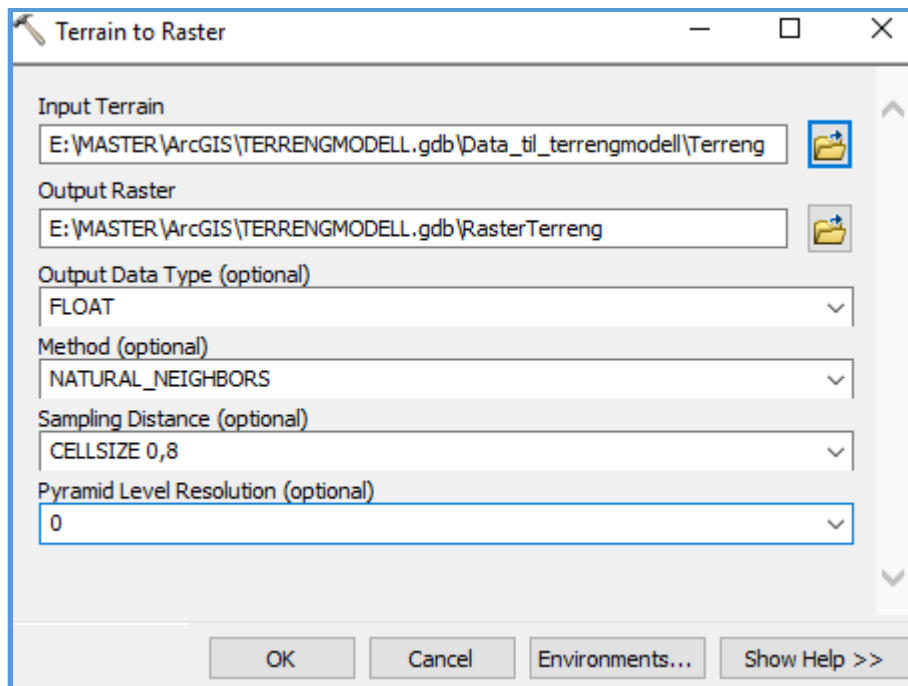 Terrain to Raster
Input Terrain
E:\MASTER\ArcGIS\TERRENGMODELL.gdb\Data_til_terrengmodell\Terreng
Output Raster
E:\MASTER\ArcGIS\TERRENGMODELL.gdb\RasterTerreng
Output Data Type (optional)
FLOAT
Method (optional)
NATURAL_NEIGHBORS
Sampling Distance (optional)
CELLSIZE 0,8
Pyramid Level Resolution (optional)
0
OK Cancel Environments... Show Help >>